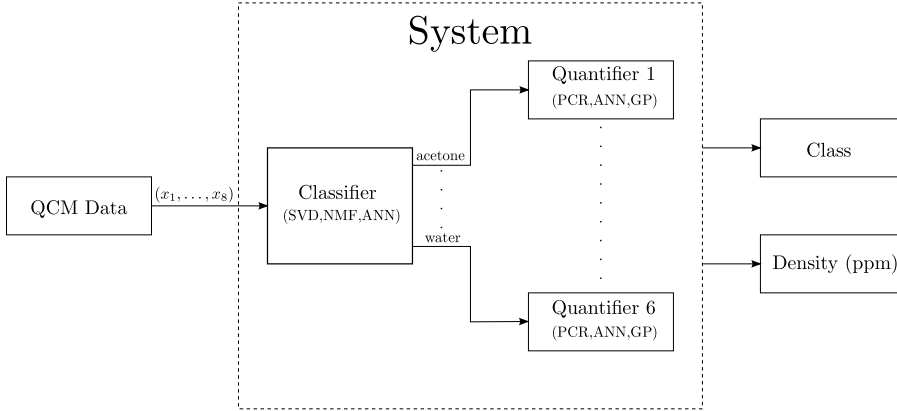 System
QCM Data
(x₁, . . . , x₈)
Classifier
(SVD,NMF,ANN)
acetone
water
Quantifier 1
(PCR,ANN,GP)
Quantifier 6
(PCR,ANN,GP)
Class
Density (ppm)